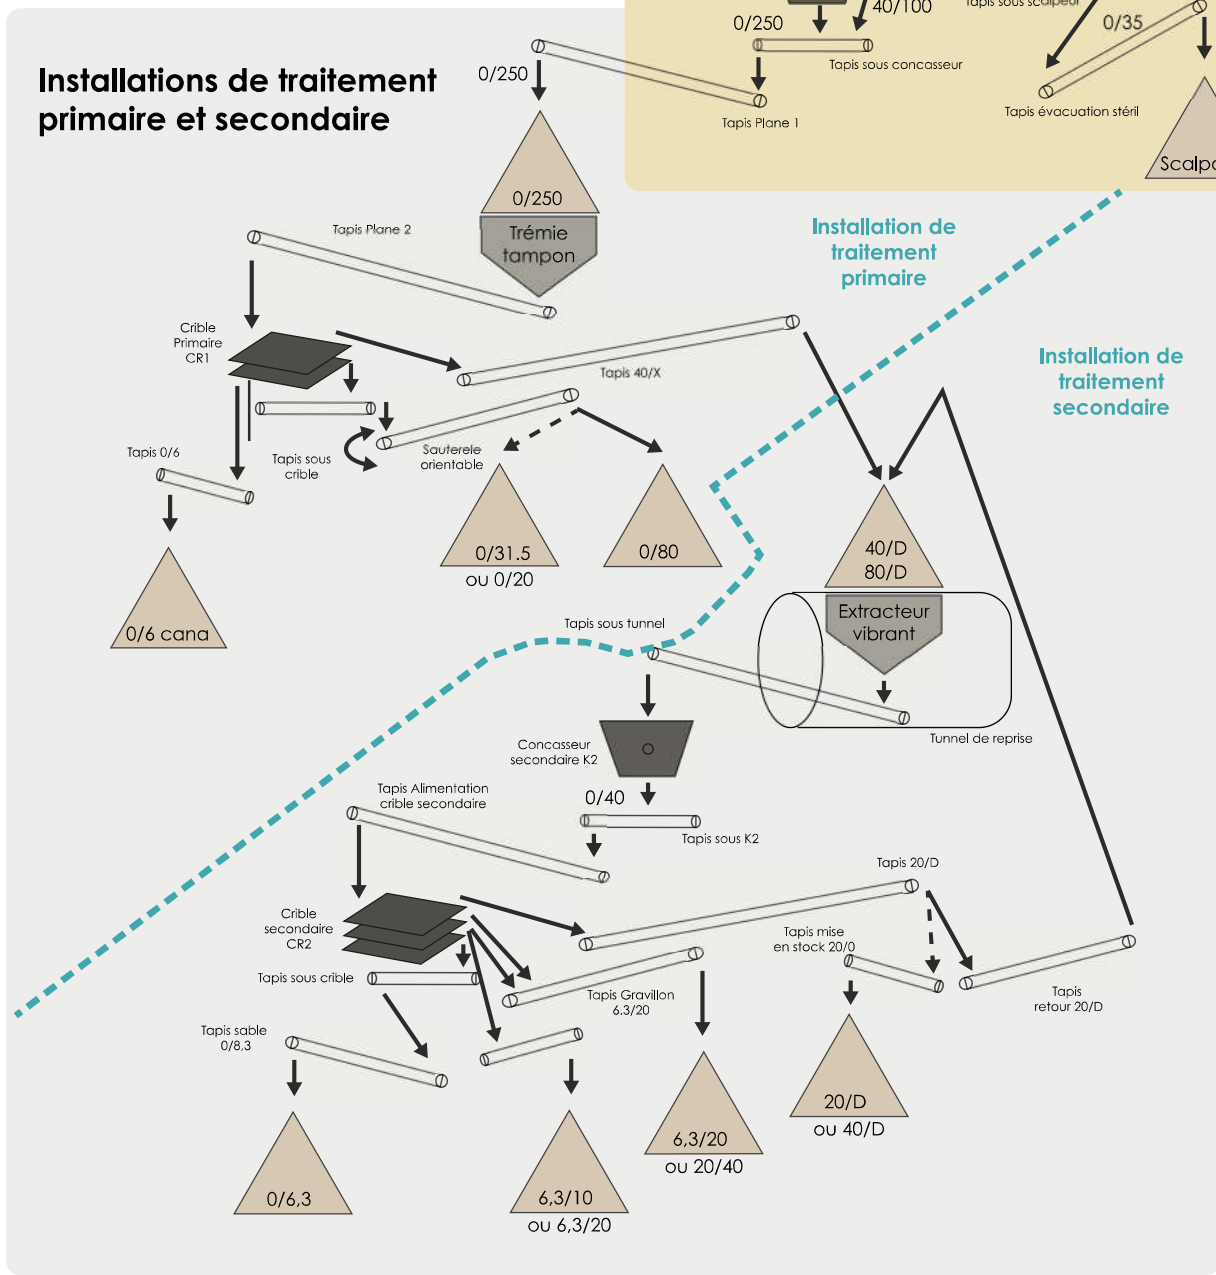 40/100
Tapis sous scalpeur
0/250
0/35
Tapis sous concasseur
Installations de traitement
primaire et secondaire
0/250
Tapis Plane 1
Tapis évacuation stéril
0/250
Trémie
tampon
Tapis Plane 2
Installation de
traitement
primaire
Crible
Primaire
CR1
Tapis 40/X
Installation de
traitement
secondaire
Tapis 0/6
Tapis sous
crible
Sauterele
orientable
0/31.5
ou 0/20
0/80
40/D
80/D
0/6 cana
Extracteur
vibrant
Tapis sous tunnel
Tunnel de reprise
Concasseur
secondaire K2
Tapis Alimentation
crible secondaire
0/40
Tapis sous K2
Tapis 20/D
Crible
secondaire
CR2
Tapis mise
en stock 20/0
Tapis sous crible
Tapis Gravillon
6.3/20
Tapis
retour 20/D
Tapis sable
0/8,3
20/D
ou 40/D
6,3/20
ou 20/40
0/6,3
6,3/10
ou 6,3/20